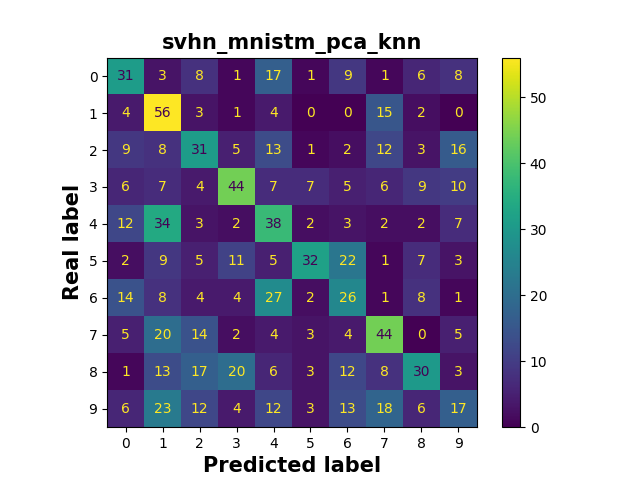 svhn_mnistm_pca_knn
0 31 3 8 1 17 1 9 1 6 8
1 4 56 3 1 4 0 0 15 2 0
2 9 8 31 5 13 1 2 12 3 16
3 6 7 4 44 7 7 5 6 9 10
4 12 34 3 2 38 2 3 2 2 7
5 2 9 5 11 5 32 22 1 7 3
6 14 8 4 4 27 2 26 1 8 1
7 5 20 14 2 4 3 4 44 0 5
8 1 13 17 20 6 3 12 8 30 3
9 6 23 12 4 12 3 13 18 6 17
0 1 2 3 4 5 6 7 8 9
Real label
Predicted label
50
40
30
20
10
0